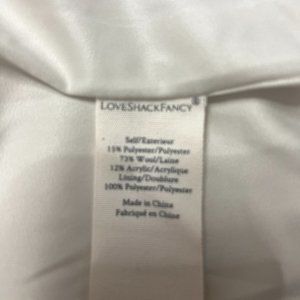 LOVESHACKFANCY®
Self/Exterieur
15% Polyester/Polyester
73% Wool/Laine
12% Acrylic/Acrylique
Lining/Doublure
100% Polyester/Polyester
Made in China
Fabriqué en China